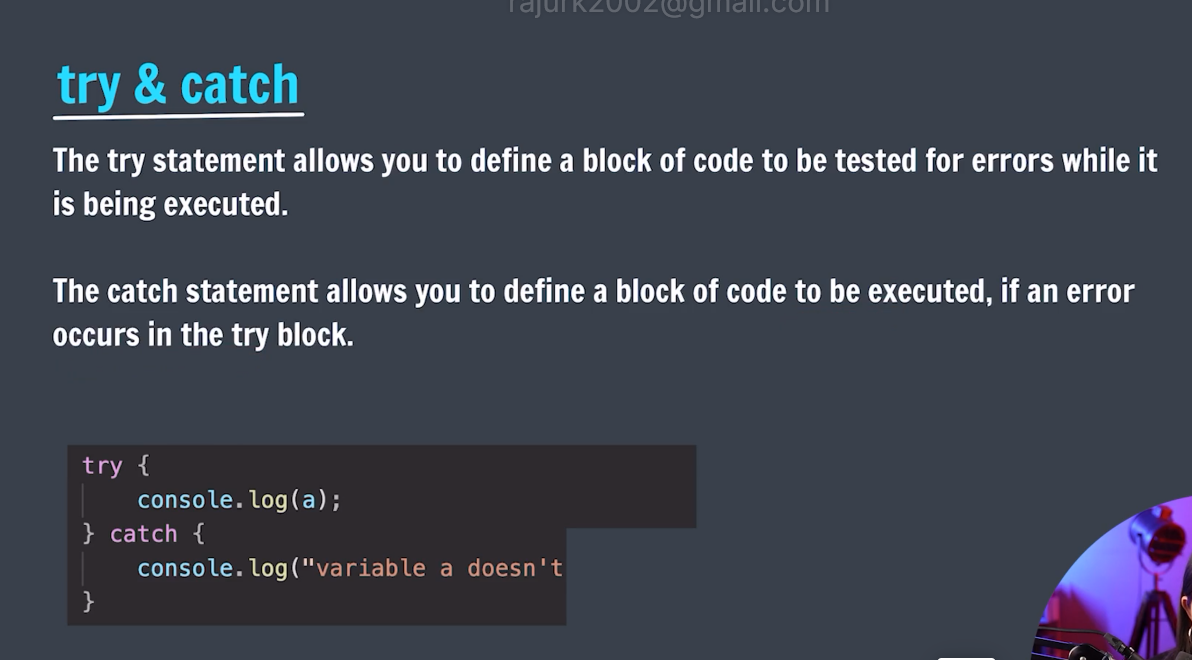 rajurk2002@gmail.com
try & catch
The try statement allows you to define a block of code to be tested for errors while it
is being executed.
The catch statement allows you to define a block of code to be executed, if an error
occurs in the try block.
try {
    console.log(a);
} catch {
    console.log("variable a doesn't
}